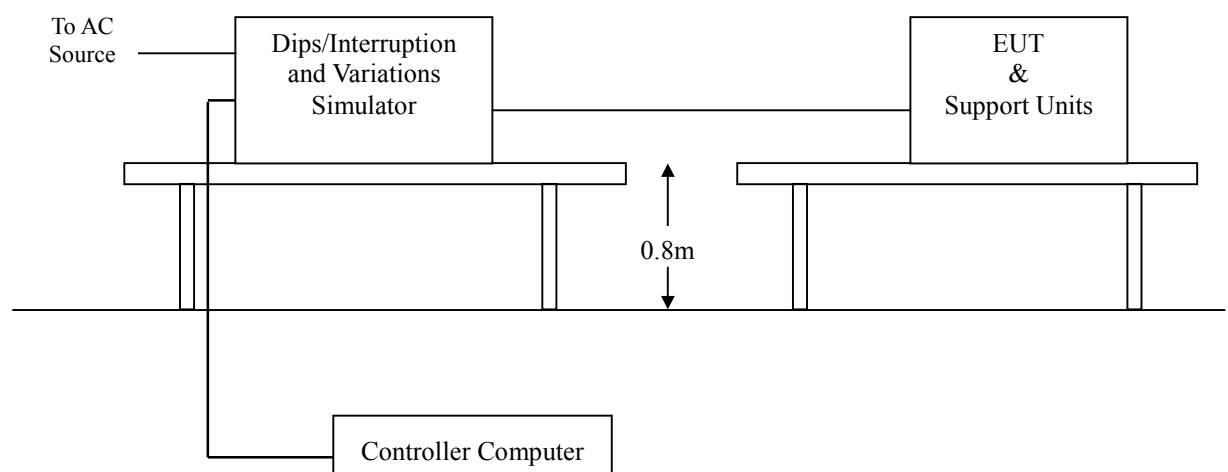 To AC
Source
Dips/Interruption
and Variations
Simulator
EUT
&
Support Units
0.8m
Controller Computer